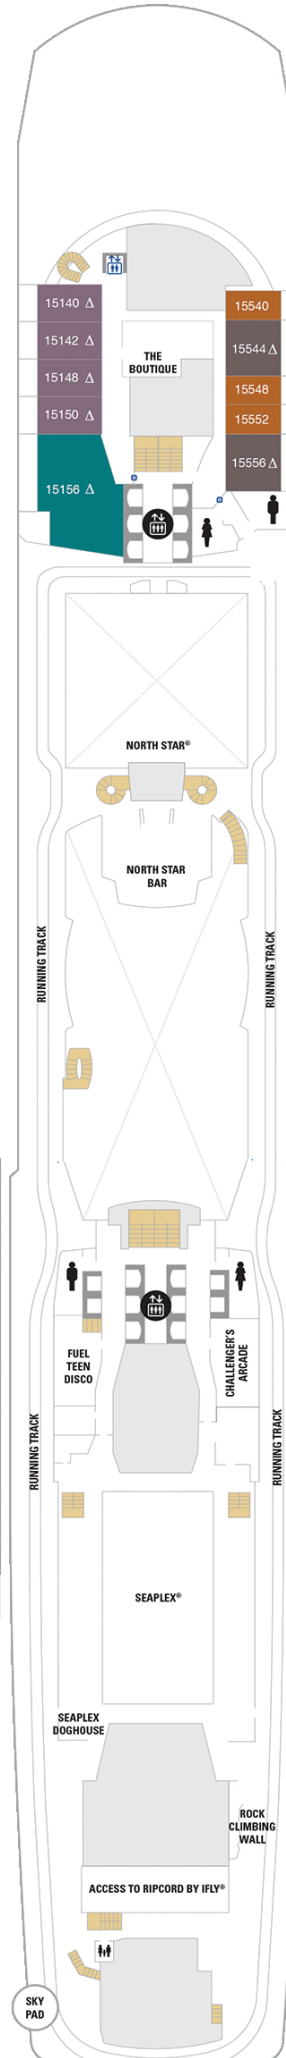 15140 Δ
15540
15142 Δ
15544 Δ
THE
BOUTIQUE
15148 Δ
15548
15150 Δ
15552
15556 Δ
15156 Δ
NORTH STAR®
NORTH STAR
BAR
RUNNING TRACK
RUNNING TRACK
FUEL
TEEN
DISCO
CHALLENGER'S
ARCADE
RUNNING TRACK
RUNNING TRACK
SEAPLEX®
SEAPLEX
DOGHOUSE
ROCK
CLIMBING
WALL
ACCESS TO RIPCORD BY IFLY®
SKY
PAD